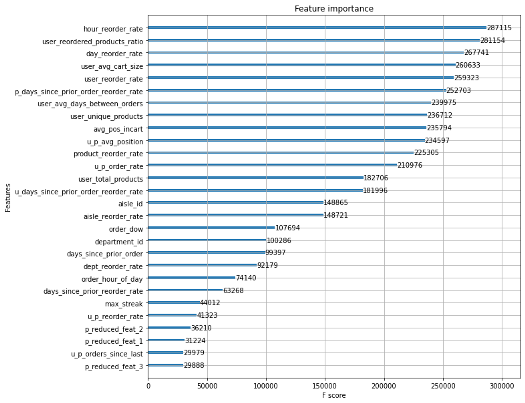 Feature importance
hour_reorder_rate 287115
user_reordered_products_ratio 281154
day_reorder_rate 267741
user_avg_cart_size 260633
user_reorder_rate 259323
p_days_since_prior_order_reorder_rate 252703
user_avg_days_between_orders 239975
user_unique_products 236712
avg_pos_incart 235794
u_p_avg_position 234597
product_reorder_rate 225305
u_p_order_rate 210976
user_total_products 182706
u_days_since_prior_order_reorder_rate 181996
aisle_id 148865
aisle_reorder_rate 148721
order_dow 107694
department_id 100286
days_since_prior_order 99397
dept_reorder_rate 92179
order_hour_of_day 74140
days_since_prior_reorder_rate 63268
max_streak 44012
u_p_reorder_rate 41323
p_reduced_feat_2 36210
p_reduced_feat_1 31224
u_p_orders_since_last 29979
p_reduced_feat_3 29888
Features
0 50000 100000 150000 200000 250000 300000
F score